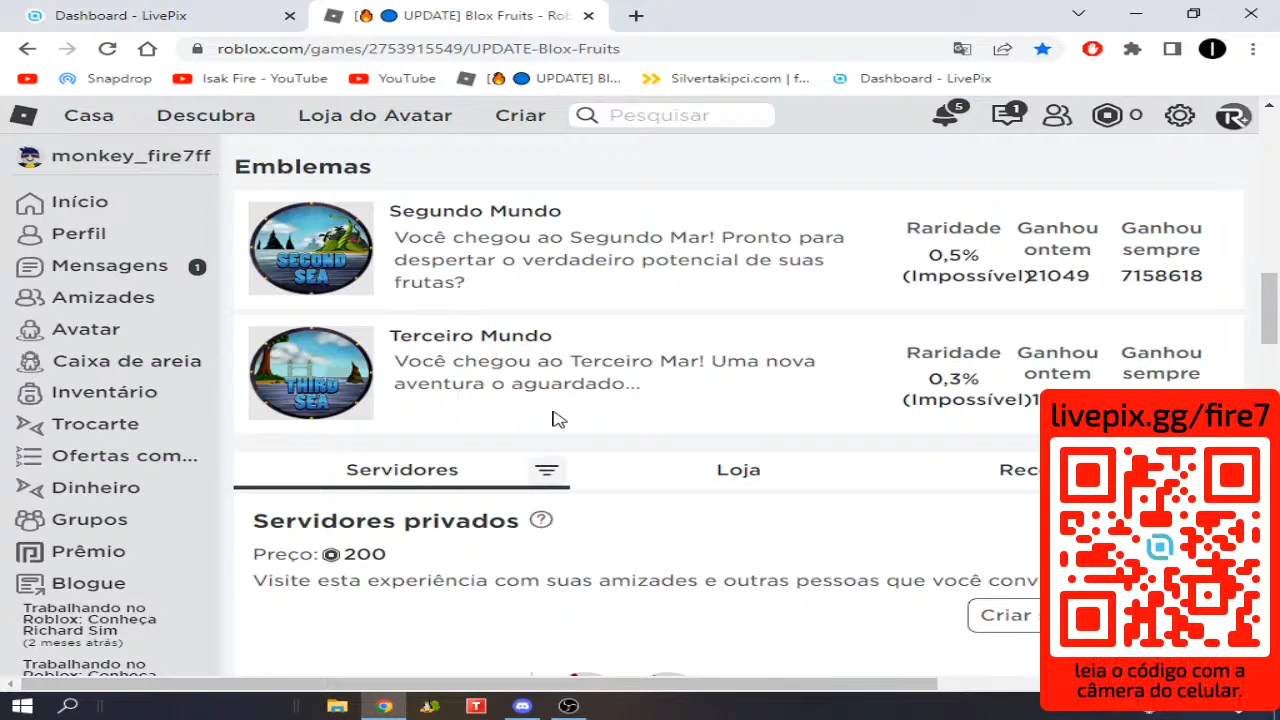 Dashboard - LivePix
[🔥 🔵 UPDATE] Blox Fruits - Rob
roblox.com/games/2753915549/UPDATE-Blox-Fruits
Snapdrop
Isak Fire - YouTube
YouTube
[🔥 🔵 UPDATE] Bl...
Silvertakipci.com | f...
Dashboard - LivePix
Casa
Descubra
Loja do Avatar
Criar
Pesquisar
5
1
0
monkey_fire7ff
Início
Perfil
Mensagens 1
Amizades
Avatar
Caixa de areia
Inventário
Trocarte
Ofertas com...
Dinheiro
Grupos
Prêmio
Blogue
Trabalhando no
Roblox: Conheça
Richard Sim
(2 meses atrás)
Trabalhando no
Roblox: Conheça
Emblemas
SECOND
SEA
Segundo Mundo
Você chegou ao Segundo Mar! Pronto para
despertar o verdadeiro potencial de suas
frutas?
Raridade
0,5%
(Impossível)
Ganhou
ontem
21049
Ganhou
sempre
7158618
THIRD
SEA
Terceiro Mundo
Você chegou ao Terceiro Mar! Uma nova
aventura o aguardado...
Raridade
0,3%
(Impossível)
Ganhou
ontem
Ganhou
sempre
Servidores
Loja
Rec
Servidores privados
Preço: 200
Visite esta experiência com suas amizades e outras pessoas que você conv
Criar
livepix.gg/fire7
leia o código com a
câmera do celular.